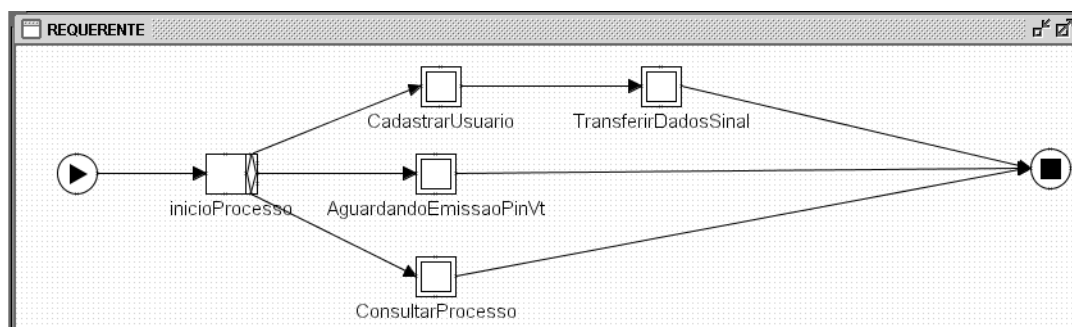 REQUERENTE
CadastrarUsuario
TransferirDadosSinal
inicioProcesso
AguardandoEmissaoPinVt
ConsultarProcesso